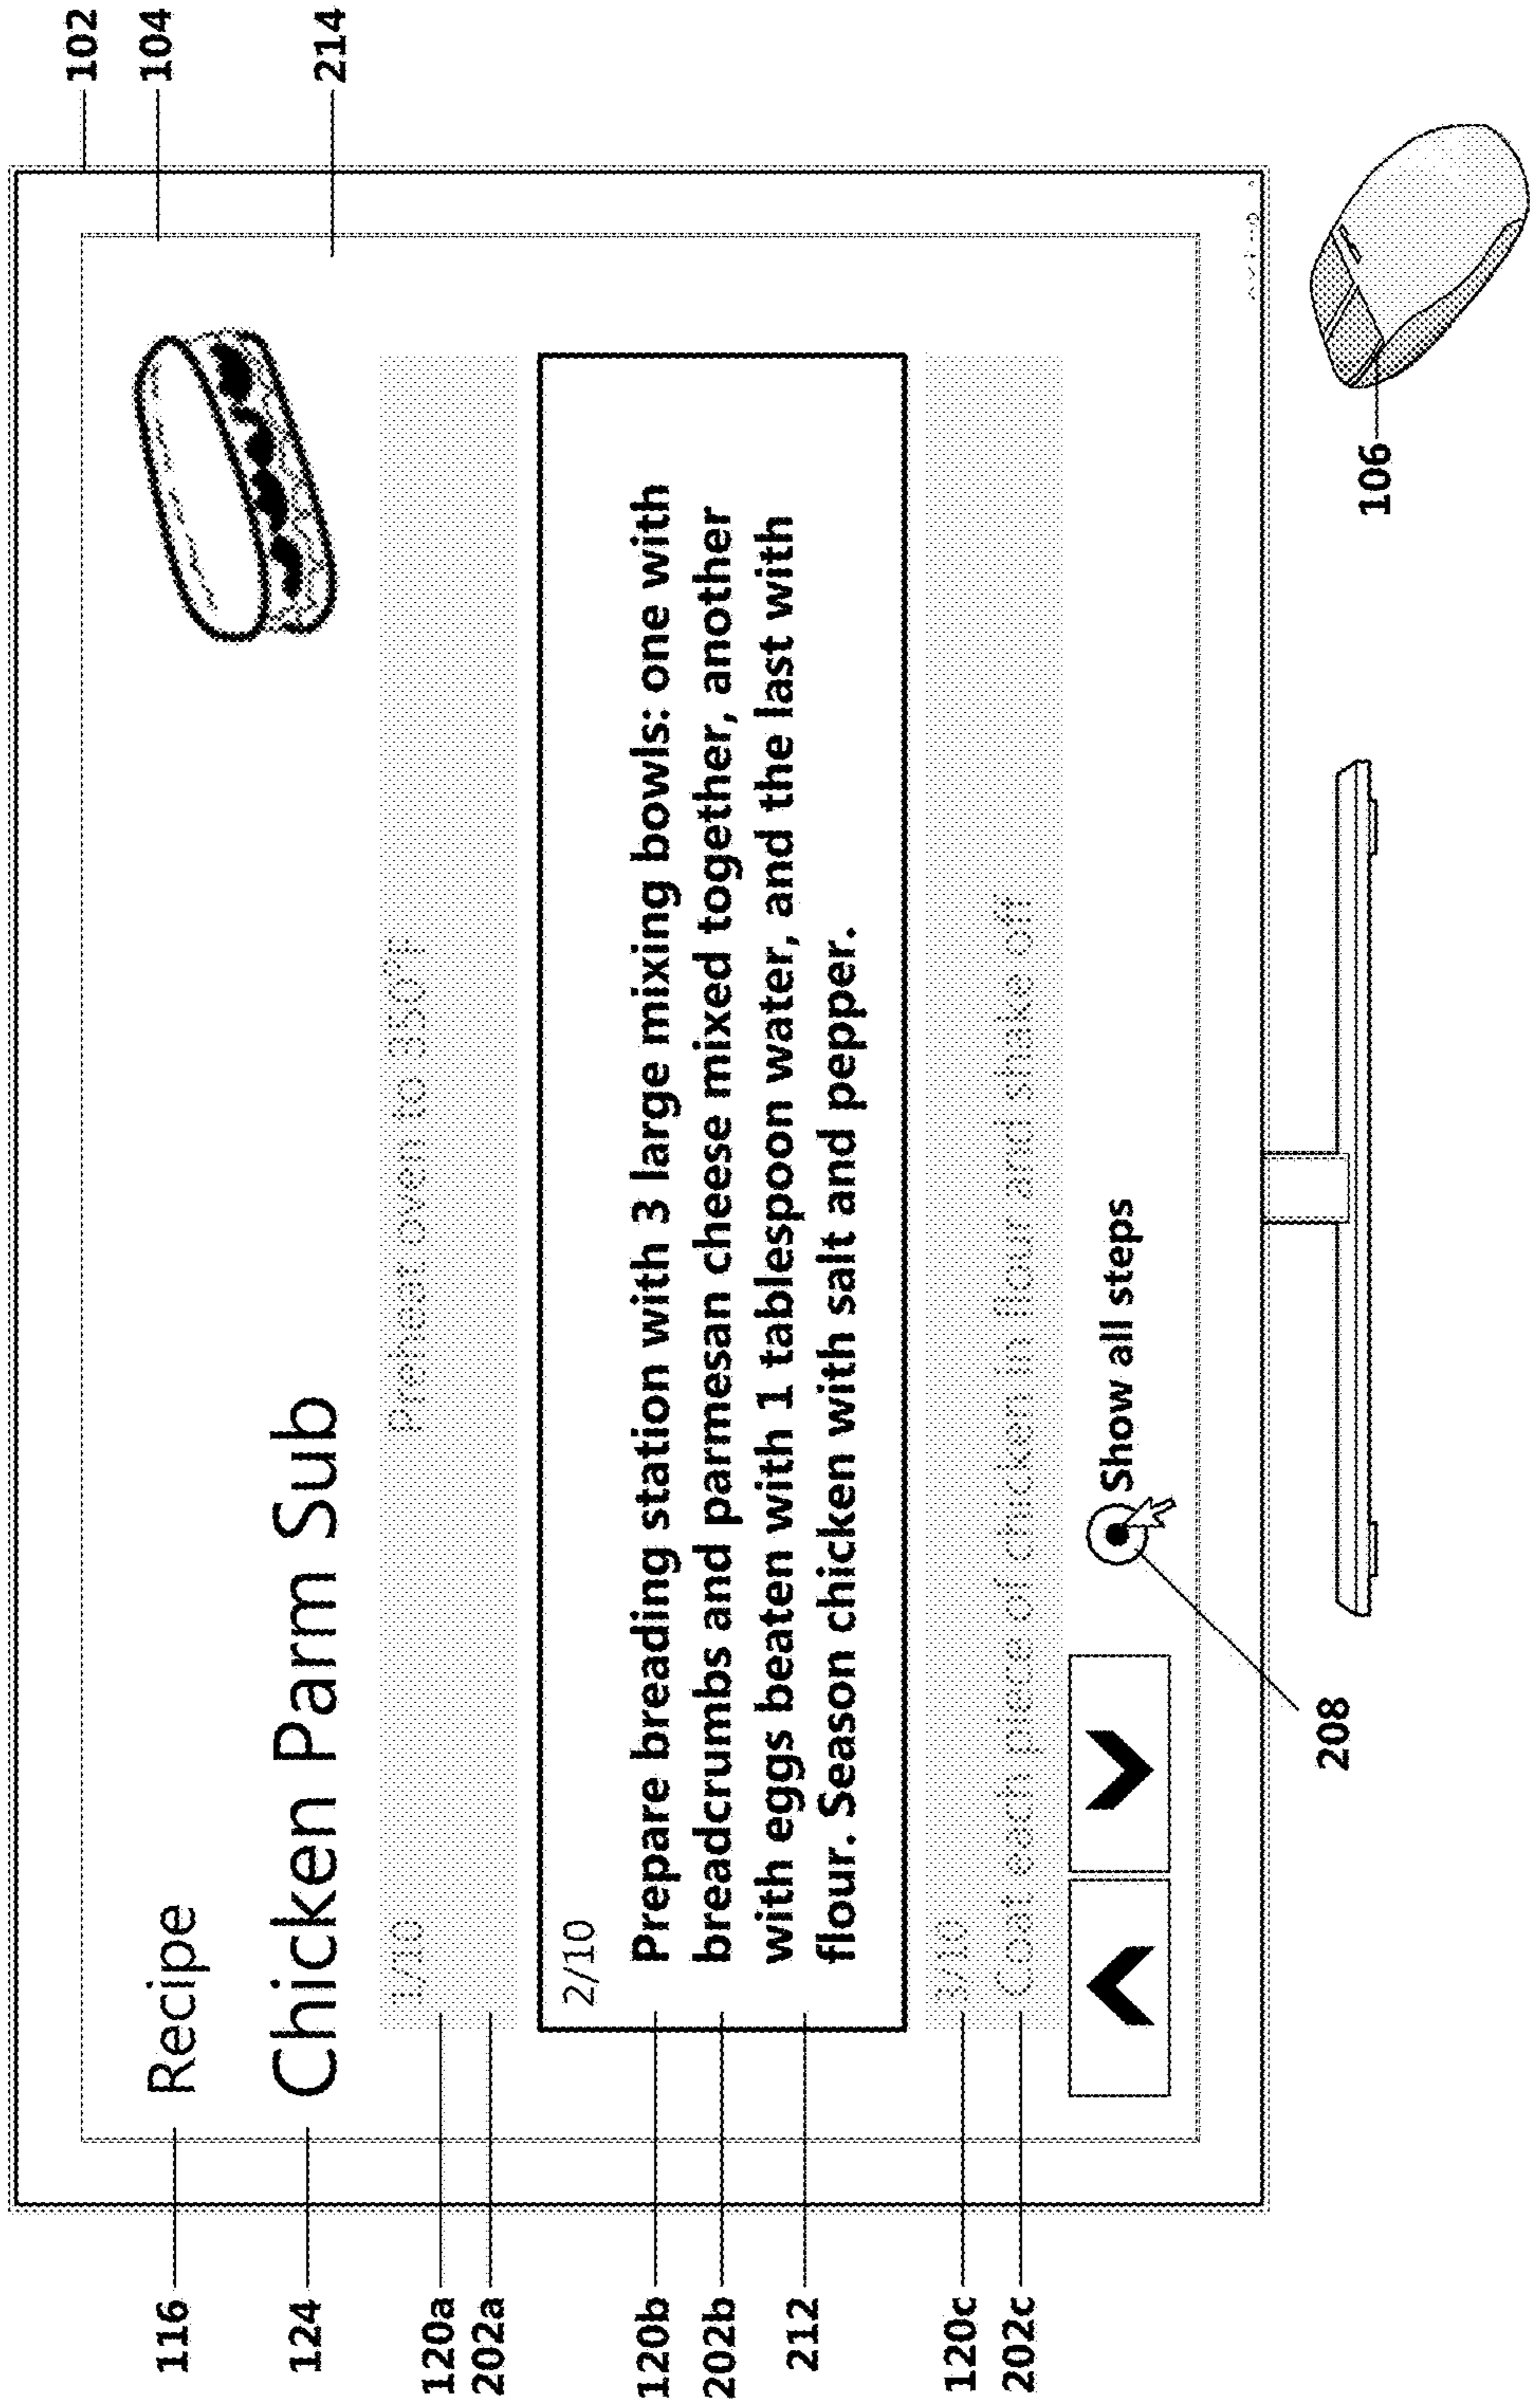 102
104
214
116
Recipe
124
Chicken Parm Sub
120a
1/10
202a
Preheat oven to 350°F
2/10
120b
Prepare breading station with 3 large mixing bowls: one with
202b
breadcrumbs and parmesan cheese mixed together, another
212
with eggs beaten with 1 tablespoon water, and the last with
flour. Season chicken with salt and pepper.
120c
3/10
202c
Coat each piece of chicken in flour and shake off
Show all steps
208
106